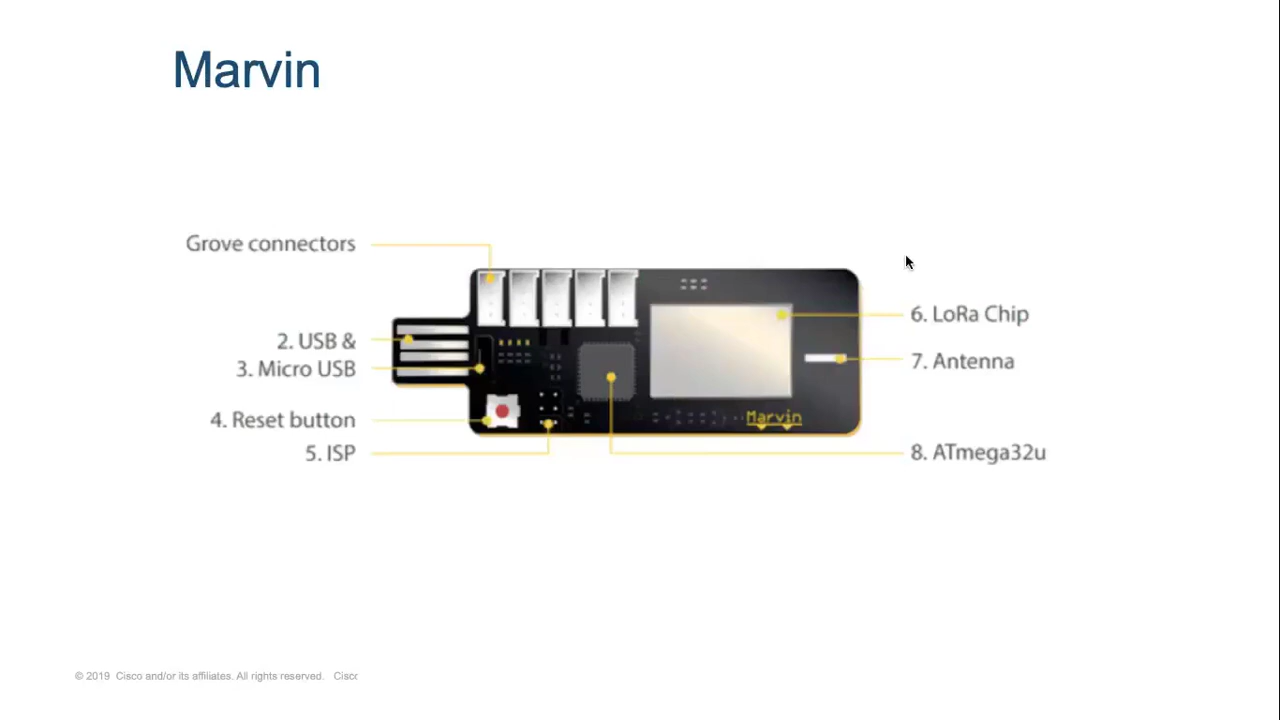 Marvin
Grove connectors
2. USB &
3. Micro USB
4. Reset button
5. ISP
6. LoRa Chip
7. Antenna
8. ATmega32u
Marvin
© 2019 Cisco and/or its affiliates. All rights reserved. Cisco